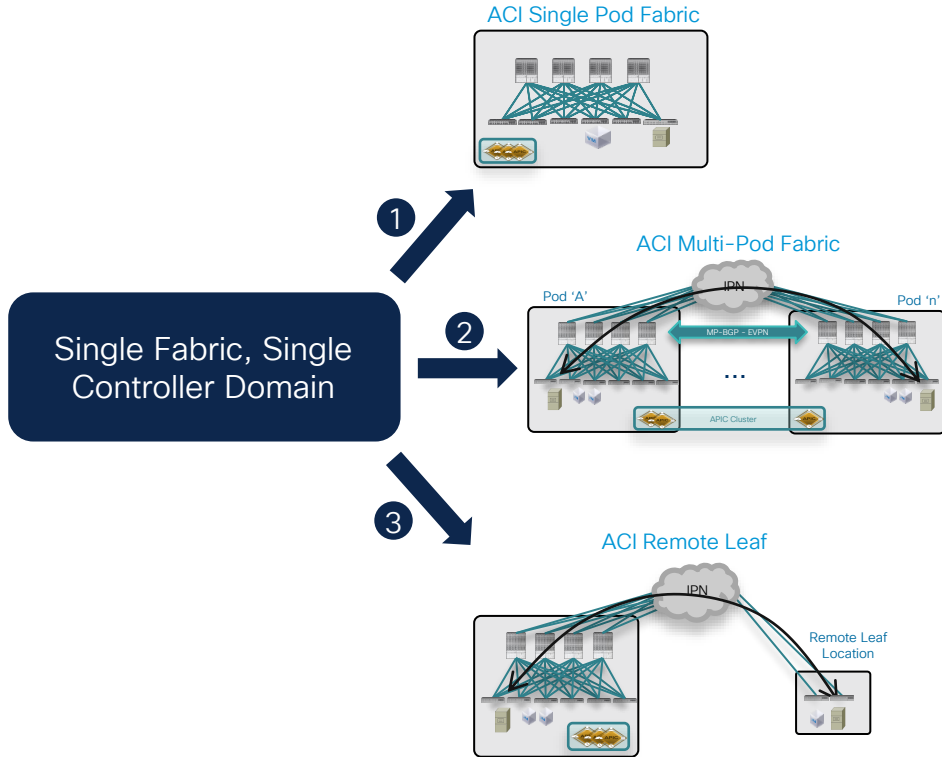 ACI Single Pod Fabric
1
ACI Multi-Pod Fabric
IPN
Pod 'A'
Pod 'n'
MP-BGP - EVPN
2
Single Fabric, Single
Controller Domain
...
APIC Cluster
3
ACI Remote Leaf
IPN
Remote Leaf
Location
APIC